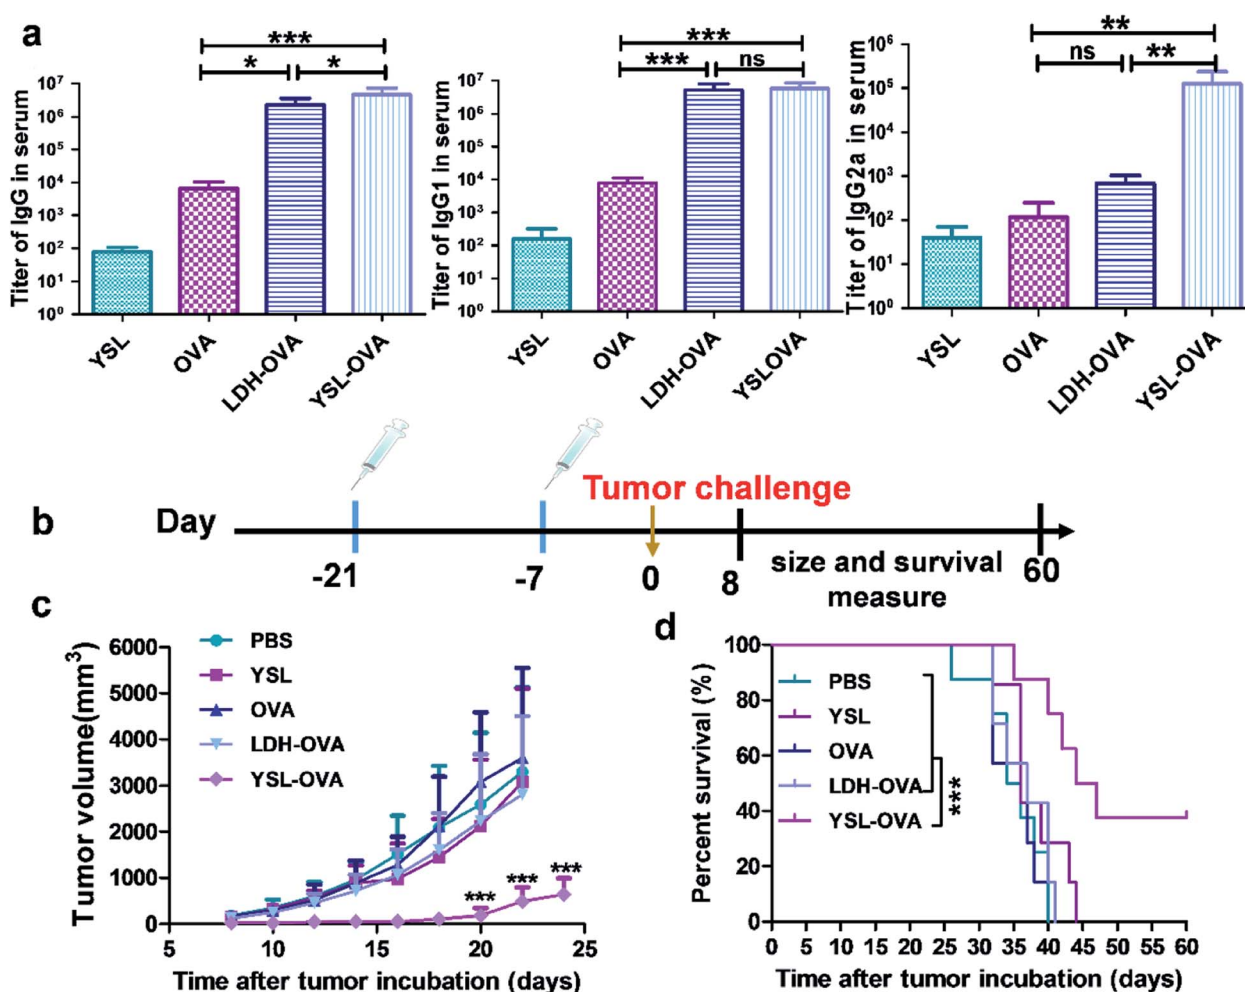 a
*** 
* *
Titer of IgG in serum
10⁷
10⁶
10⁵
10⁴
10³
10²
10¹
10⁰
YSL
OVA
LDH-OVA
YSL-OVA
***
*** ns
Titer of IgG1 in serum
10⁷
10⁶
10⁵
10⁴
10³
10²
10¹
10⁰
YSL
OVA
LDH-OVA
YSLOVA
**
ns **
Titer of IgG2a in serum
10⁶
10⁵
10⁴
10³
10²
10¹
10⁰
YSL
OVA
LDH-OVA
YSL-OVA
b
Day
Tumor challenge
-21 -7 0 8 60
size and survival
measure
c
Tumor volume(mm³)
6000
5000
4000
3000
2000
1000
0
PBS
YSL
OVA
LDH-OVA
YSL-OVA
*** *** ***
5 10 15 20 25
Time after tumor incubation (days)
d
Percent survival (%)
100
80
60
40
20
0
PBS
YSL
OVA
LDH-OVA
YSL-OVA
***
0 5 10 15 20 25 30 35 40 45 50 55 60
Time after tumor incubation (days)